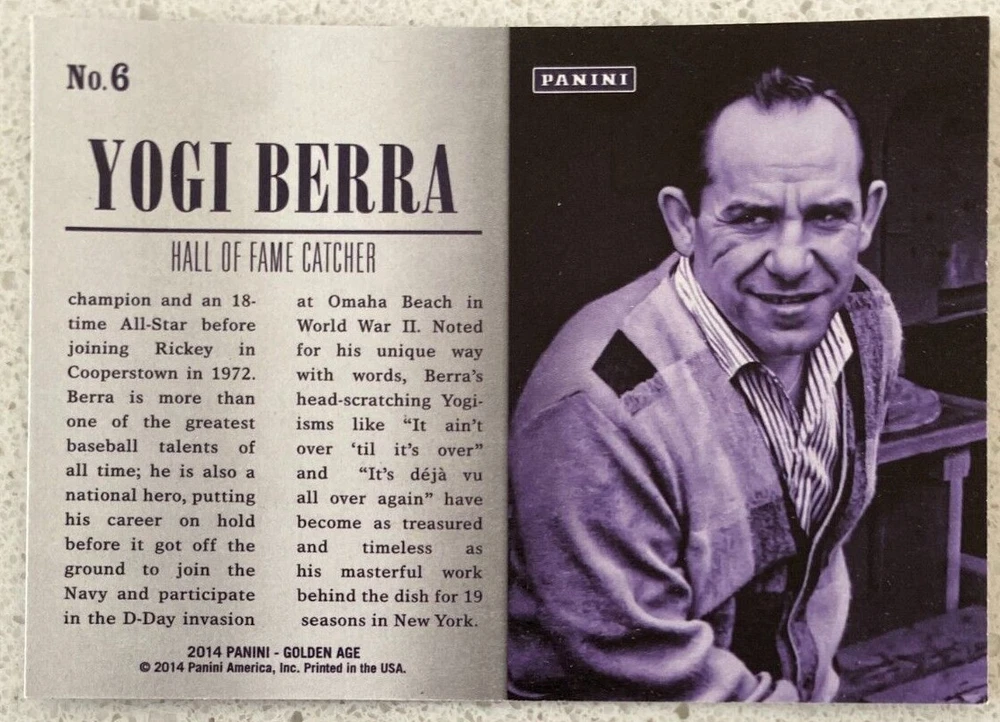 No.6
PANINI
YOGI BERRA
HALL OF FAME CATCHER
champion and an 18-
time All-Star before
joining Rickey in
Cooperstown in 1972.
Berra is more than
one of the greatest
baseball talents of
all time; he is also a
national hero, putting
his career on hold
before it got off the
ground to join the
Navy and participate
in the D-Day invasion
at Omaha Beach in
World War II. Noted
for his unique way
with words, Berra's
head-scratching Yogi-
isms like “It ain't
over ‘til it's over”
and “It's déjà vu
all over again” have
become as treasured
and timeless as
his masterful work
behind the dish for 19
seasons in New York.
2014 PANINI - GOLDEN AGE
© 2014 Panini America, Inc. Printed in the USA.